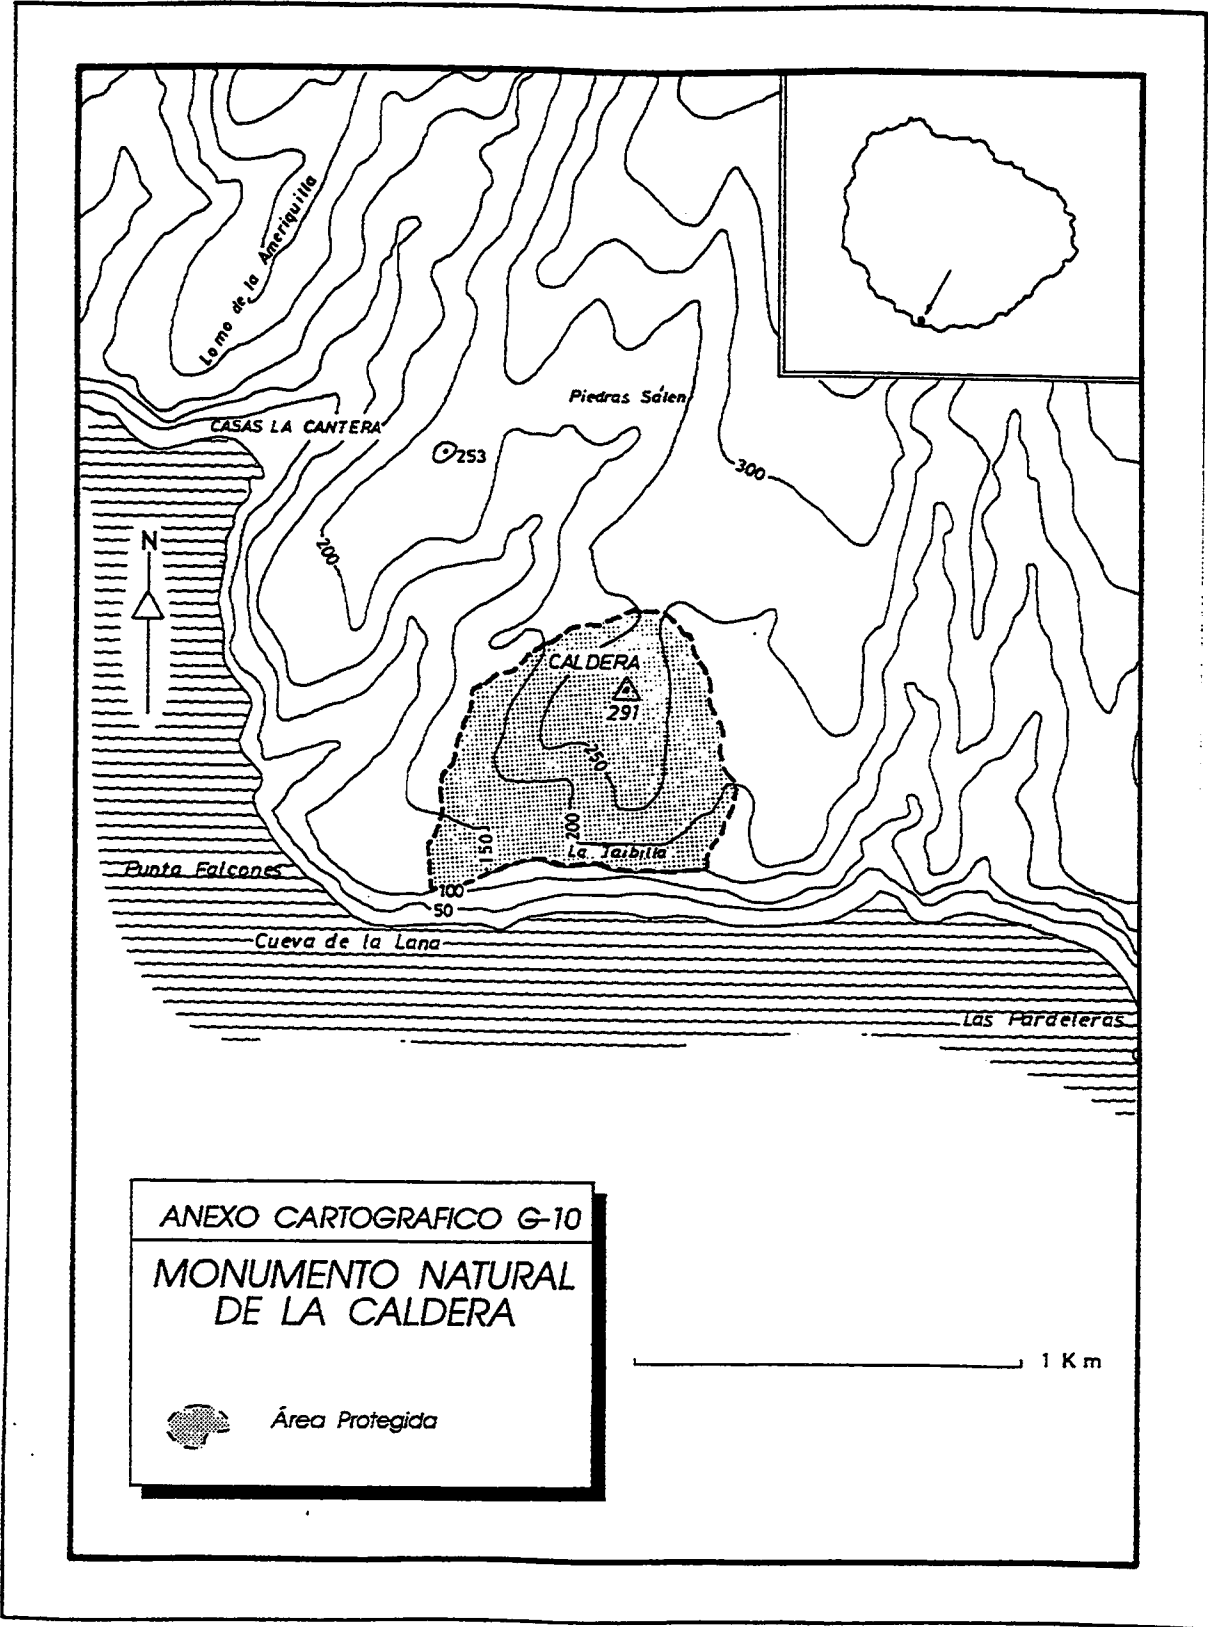 Lomo de la Ameriquilla
Piedras Sálen
CASAS LA CANTERA
253
300
N
200
CALDERA
291
250
200
150
La Taibilla
Punta Falcones
100
50
Cueva de la Lana
Las Pardeleras
ANEXO CARTOGRAFICO G-10
MONUMENTO NATURAL
DE LA CALDERA
1 Km
Área Protegida